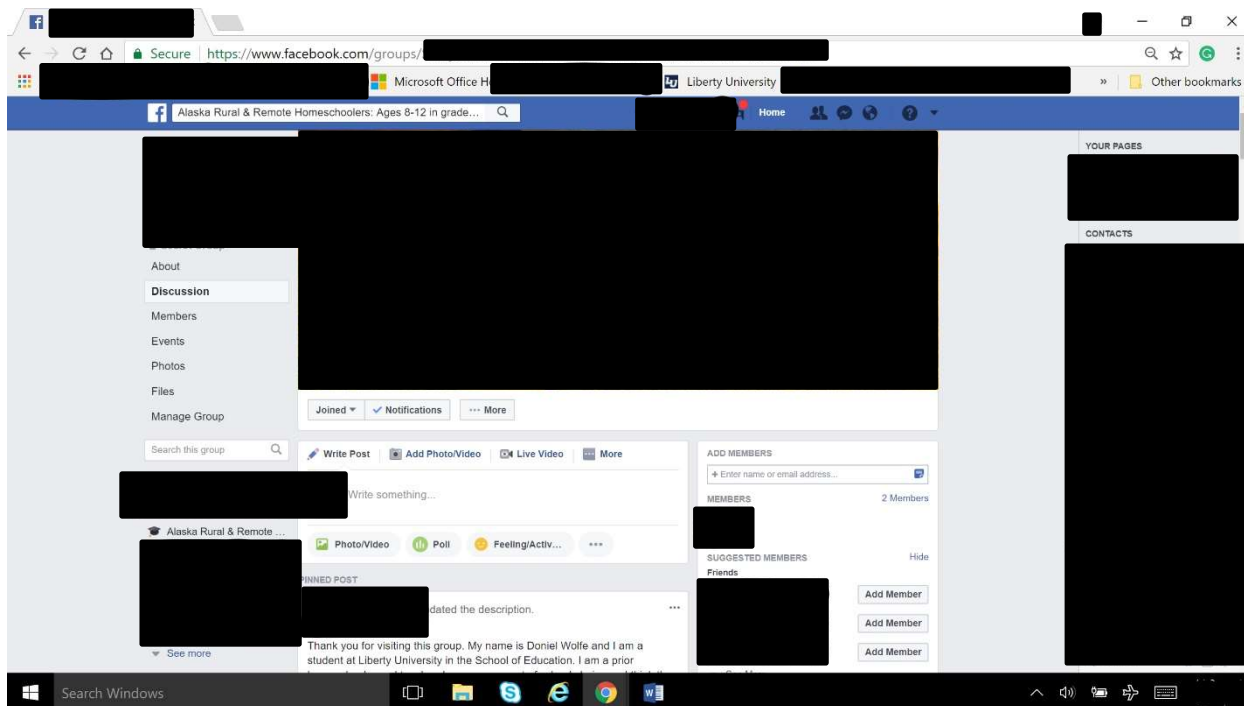 Secure https://www.facebook.com/groups/
Microsoft Office
Liberty University
» Other bookmarks
Alaska Rural & Remote Homeschoolers: Ages 8-12 in grade...
Home
YOUR PAGES
CONTACTS
About
Discussion
Members
Events
Photos
Files
Manage Group
Joined Notifications ··· More
Search this group
Write Post Add Photo/Video Live Video More
Write something...
Alaska Rural & Remote ...
Photo/Video Poll Feeling/Activ... ···
ADD MEMBERS
+ Enter name or email address...
MEMBERS 2 Members
SUGGESTED MEMBERS Hide
Friends
Add Member
Add Member
Add Member
See more
PINNED POST
dated the description. ···
Thank you for visiting this group. My name is Doniel Wolfe and I am a
student at Liberty University in the School of Education. I am a prior
Search Windows